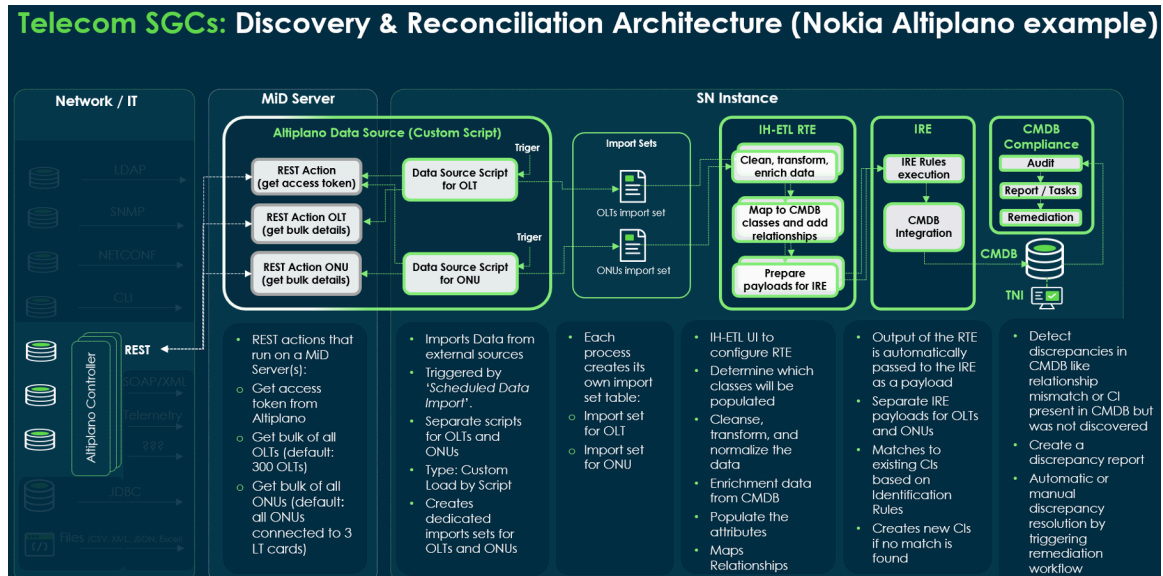 Telecom SGCs: Discovery & Reconciliation Architecture (Nokia Altiplano example)
Network / IT
LDAP
SNMP
NETCONF
CLI
REST
Altiplano Controller
SOAP/XML
Telemetry
???
JDBC
Files (CSV, XML, JSON, Excel)
MiD Server
SN Instance
Altiplano Data Source (Custom Script)
REST Action
(get access token)
REST Action OLT
(get bulk details)
REST Action ONU
(get bulk details)
Data Source Script
for OLT
Triger
Data Source Script
for ONU
Triger
Import Sets
OLTs import set
ONUs import set
IH-ETL RTE
Clean, transform,
enrich data
Map to CMDB
classes and add
relationships
Prepare
payloads for IRE
IRE
IRE Rules
execution
CMDB
Integration
CMDB
Compliance
Audit
Report / Tasks
Remediation
CMDB
TNI
• REST actions that
run on a MiD
Server(s):
o Get access
token from
Altiplano
o Get bulk of all
OLTs (default:
300 OLTs)
o Get bulk of all
ONUs (default:
all ONUs
connected to 3
LT cards)
• Imports Data from
external sources
• Triggered by
‘Scheduled Data
Import’.
• Separate scripts
for OLTs and
ONUs
• Type: Custom
Load by Script
• Creates
dedicated
imports sets for
OLTs and ONUs
• Each
process
creates its
own import
set table:
o Import set
for OLT
o Import set
for ONU
• IH-ETL UI to
configure RTE
• Determine which
classes will be
populated
• Cleanse,
transform, and
normalize the
data
• Enrichment data
from CMDB
• Populate the
attributes
• Maps
Relationships
• Output of the RTE
is automatically
passed to the IRE
as a payload
• Separate IRE
payloads for OLTs
and ONUs
• Matches to
existing CIs
based on
Identification
Rules
• Creates new CIs
if no match is
found
• Detect
discrepancies in
CMDB like
relationship
mismatch or CI
present in CMDB but
was not discovered
• Create a
discrepancy report
• Automatic or
manual
discrepancy
resolution by
triggering
remediation
workflow